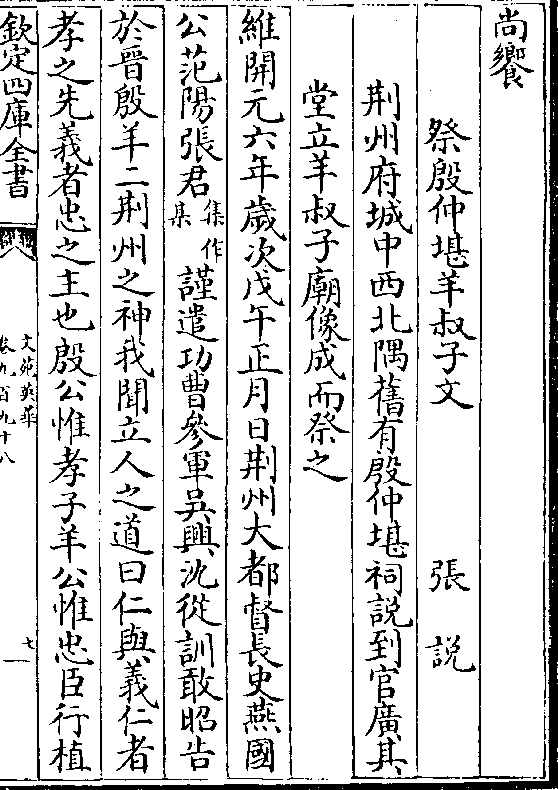 尚饗
祭殷仲堪羊叔子文　張說
荆州府城中西北隅舊有殷仲堪祠說到官廣其
堂立羊叔子廟像成而祭之
維開元六年歲次戊午正月日荆州大都督長史燕國
公范陽張君集作某謹遣功曹參軍吳興沈從訓敢昭告
於晉殷羊二荆州之神我聞立人之道曰仁與義仁者
孝之先義者忠之主也殷公惟孝子羊公惟忠臣行植
欽定四庫全書
文苑英華
卷九百九十八
七